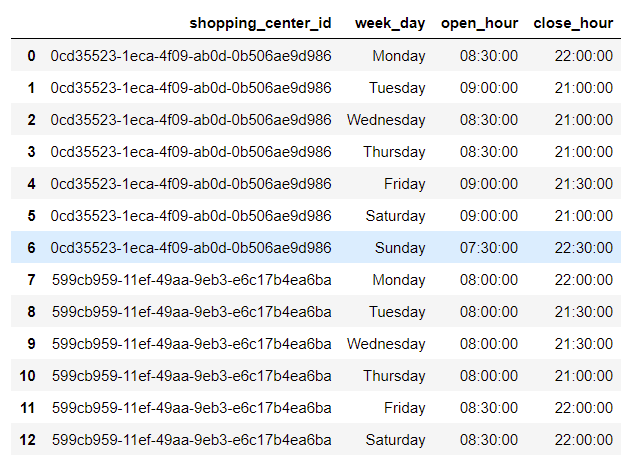 shopping_center_id week_day open_hour close_hour
0 0cd35523-1eca-4f09-ab0d-0b506ae9d986 Monday 08:30:00 22:00:00
1 0cd35523-1eca-4f09-ab0d-0b506ae9d986 Tuesday 09:00:00 21:00:00
2 0cd35523-1eca-4f09-ab0d-0b506ae9d986 Wednesday 08:30:00 21:00:00
3 0cd35523-1eca-4f09-ab0d-0b506ae9d986 Thursday 08:30:00 21:00:00
4 0cd35523-1eca-4f09-ab0d-0b506ae9d986 Friday 09:00:00 21:30:00
5 0cd35523-1eca-4f09-ab0d-0b506ae9d986 Saturday 09:00:00 21:00:00
6 0cd35523-1eca-4f09-ab0d-0b506ae9d986 Sunday 07:30:00 22:30:00
7 599cb959-11ef-49aa-9eb3-e6c17b4ea6ba Monday 08:00:00 22:00:00
8 599cb959-11ef-49aa-9eb3-e6c17b4ea6ba Tuesday 08:00:00 21:30:00
9 599cb959-11ef-49aa-9eb3-e6c17b4ea6ba Wednesday 08:00:00 21:30:00
10 599cb959-11ef-49aa-9eb3-e6c17b4ea6ba Thursday 08:00:00 21:00:00
11 599cb959-11ef-49aa-9eb3-e6c17b4ea6ba Friday 08:30:00 22:00:00
12 599cb959-11ef-49aa-9eb3-e6c17b4ea6ba Saturday 08:30:00 22:00:00